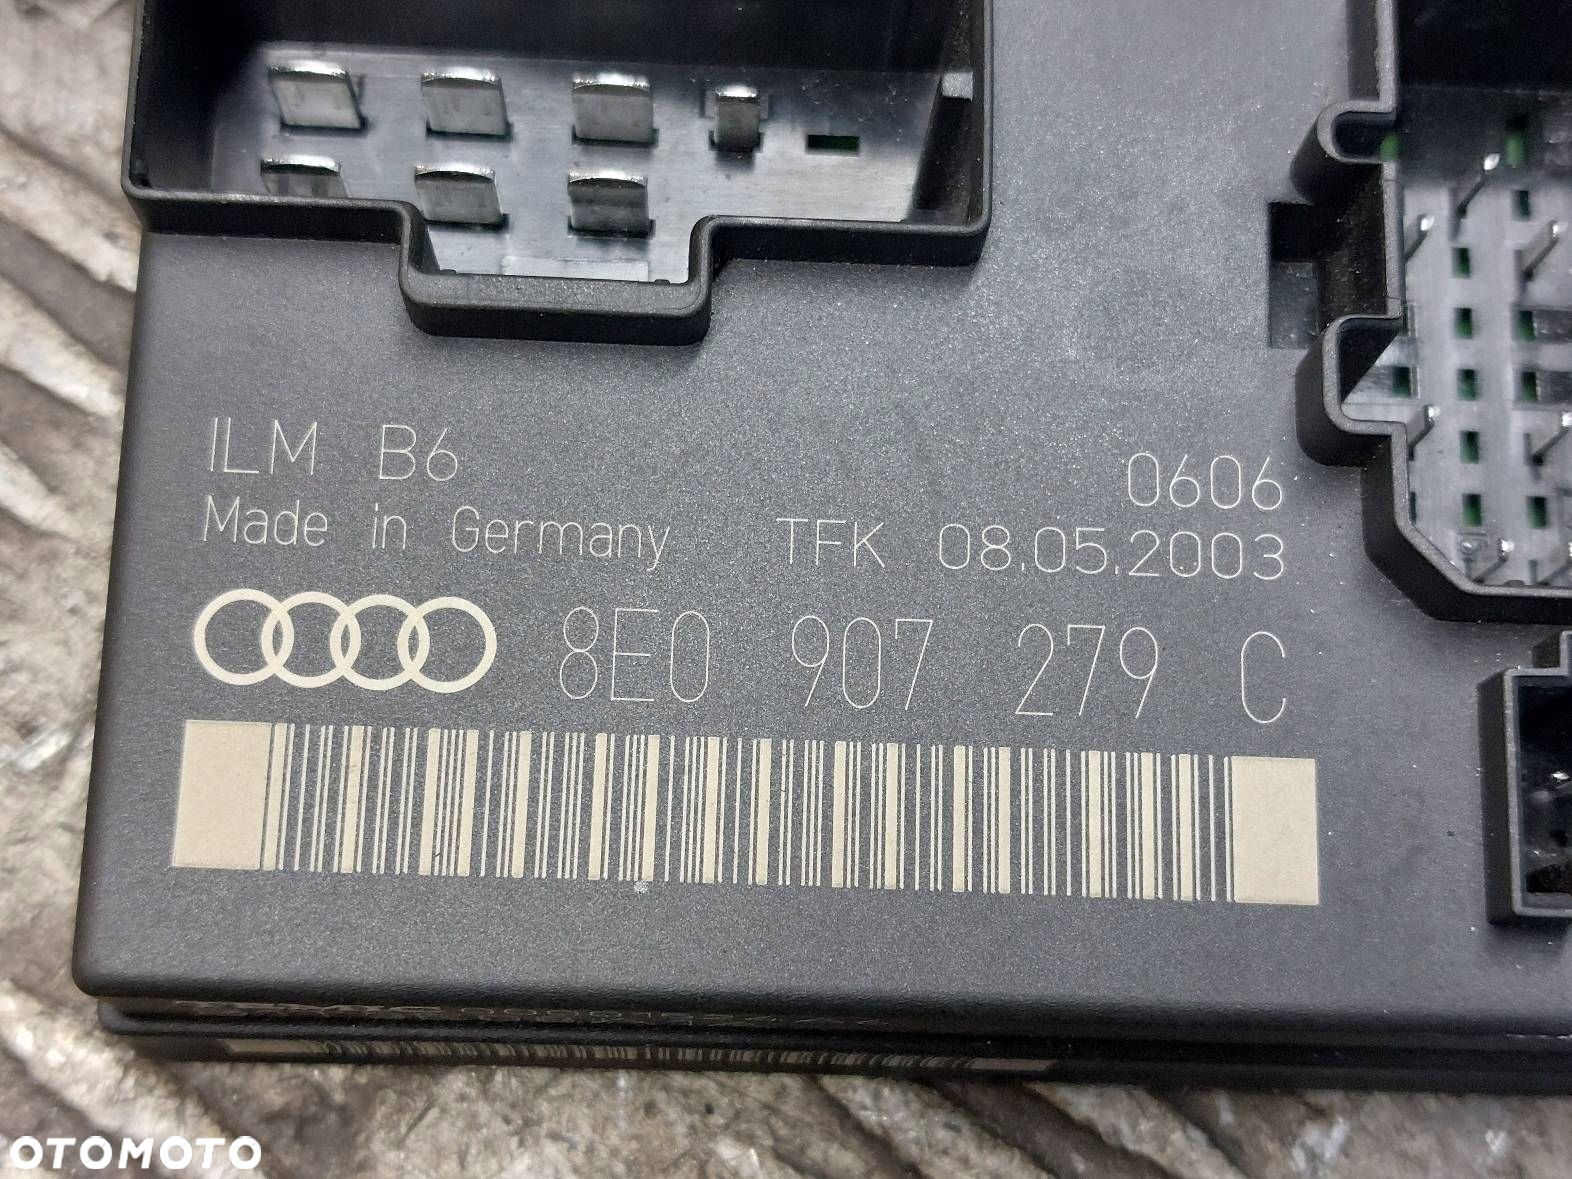 ILM B6 0606
Made in Germany TFK 08.05.2003
8E0 907 279 C
OTOMOTO